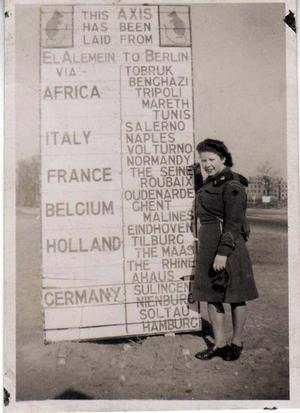 THIS AXIS
HAS BEEN
LAID FROM
EL ALEMEIN TO BERLIN
VIA:-
TOBRUK
BENGHAZI
AFRICA
TRIPOLI
MARETH
TUNIS
SALERNO
ITALY
NAPLES
VOLTURNO
NORMANDY
FRANCE
THE SEINE
ROUBAIX
OUDENARDE
BELGIUM
GHENT
MALINES
EINDHOVEN
HOLLAND
TILBURG
THE MAAS
THE RHINE
AHAUS
GERMANY
SULINGEN
NIENBURG
SOLTAU
HAMBURG